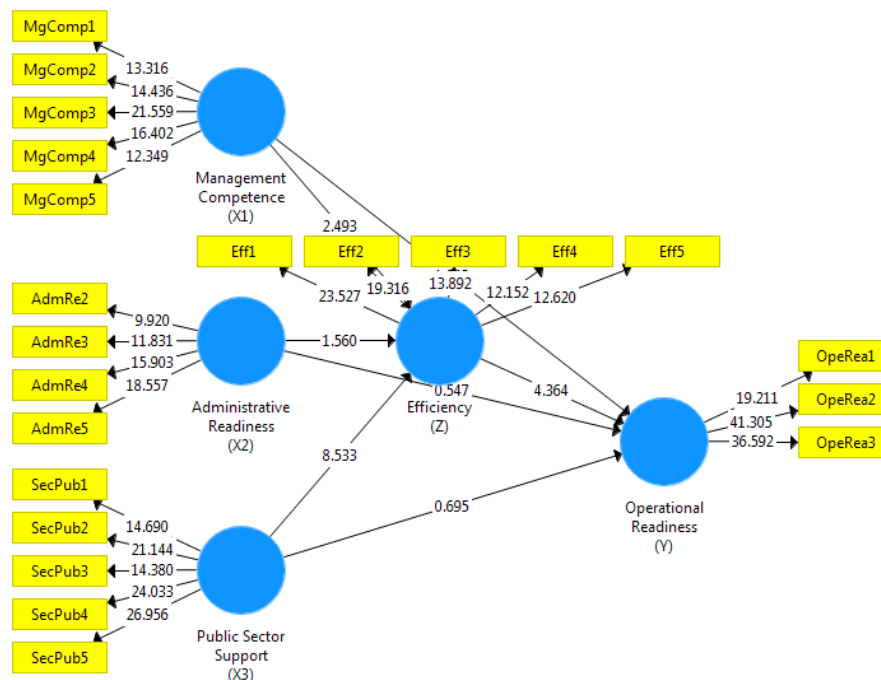 MgComp1
MgComp2
MgComp3
MgComp4
MgComp5
13.316
14.436
21.559
16.402
12.349
Management
Competence
(X1)
2.493
Eff1
Eff2
Eff3
Eff4
Eff5
23.527
19.316
13.892
12.152
12.620
AdmRe2
AdmRe3
AdmRe4
AdmRe5
9.920
11.831
15.903
18.557
Administrative
Readiness
(X2)
1.560
0.547
Efficiency
(Z)
4.364
8.533
0.695
OpeRea1
OpeRea2
OpeRea3
19.211
41.305
36.592
Operational
Readiness
(Y)
SecPub1
SecPub2
SecPub3
SecPub4
SecPub5
14.690
21.144
14.380
24.033
26.956
Public Sector
Support
(X3)